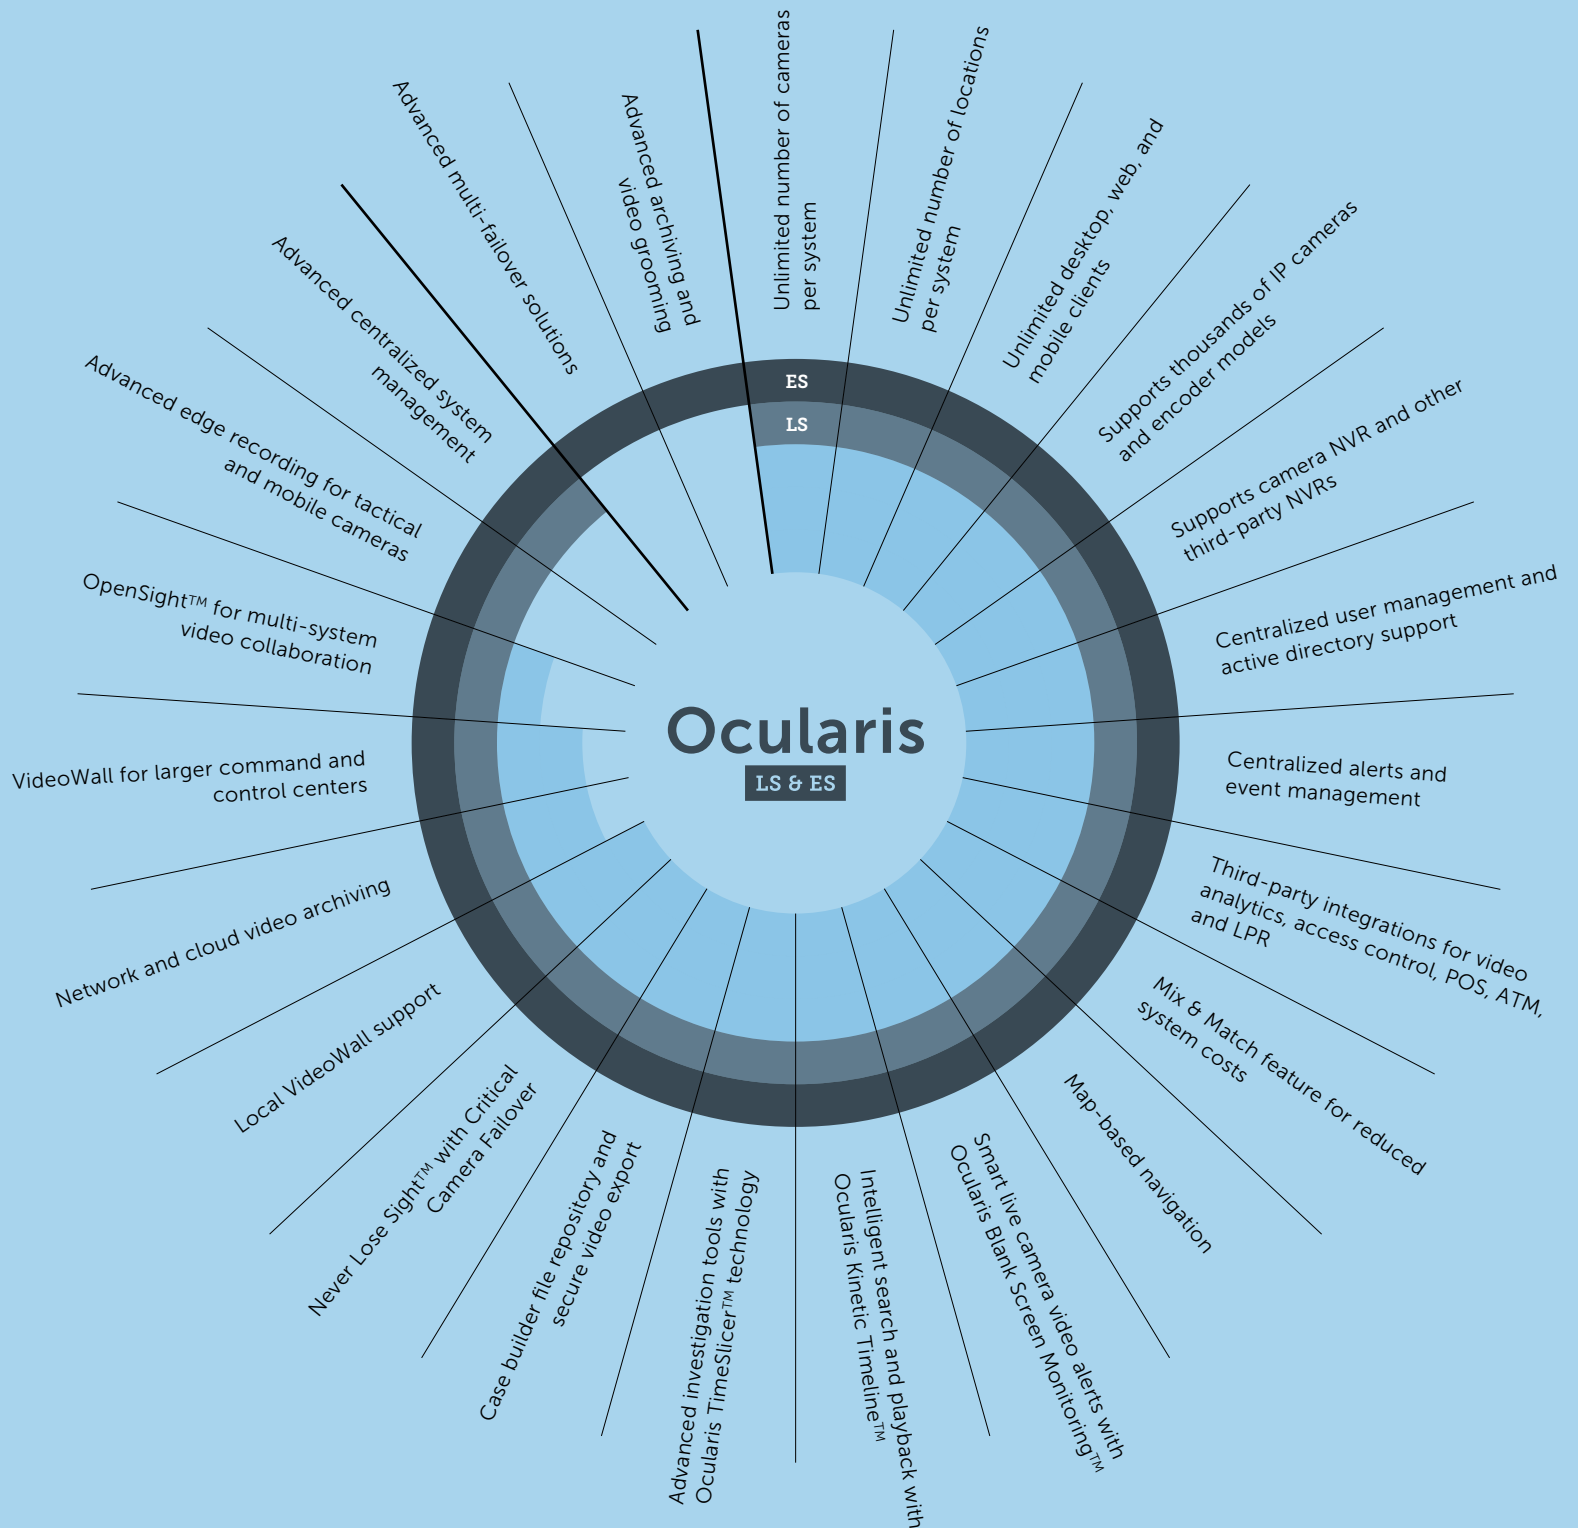 Unlimited number of cameras
per system
Unlimited number of locations
per system
Unlimited desktop, web, and
mobile clients
Supports thousands of IP cameras
and encoder models
Supports camera NVR and other
third-party NVRs
Centralized user management and
active directory support
Centralized alerts and
event management
Third-party integrations for video
analytics, access control, POS, ATM,
and LPR
Mix & Match feature for reduced
system costs
Map-based navigation
Smart live camera video alerts with
Ocularis Blank Screen Monitoring™
Intelligent search and playback with
Ocularis Kinetic Timeline™
Advanced investigation tools with
Ocularis TimeSlicer™ technology
Case builder file repository and
secure video export
Never Lose Sight™ with Critical
Camera Failover
Local VideoWall support
Network and cloud video archiving
VideoWall for larger command and
control centers
OpenSight™ for multi-system
video collaboration
Advanced edge recording for tactical
and mobile cameras
Advanced centralized system
management
Advanced multi-failover solutions
Advanced archiving and
video grooming
ES
LS
Ocularis
LS & ES